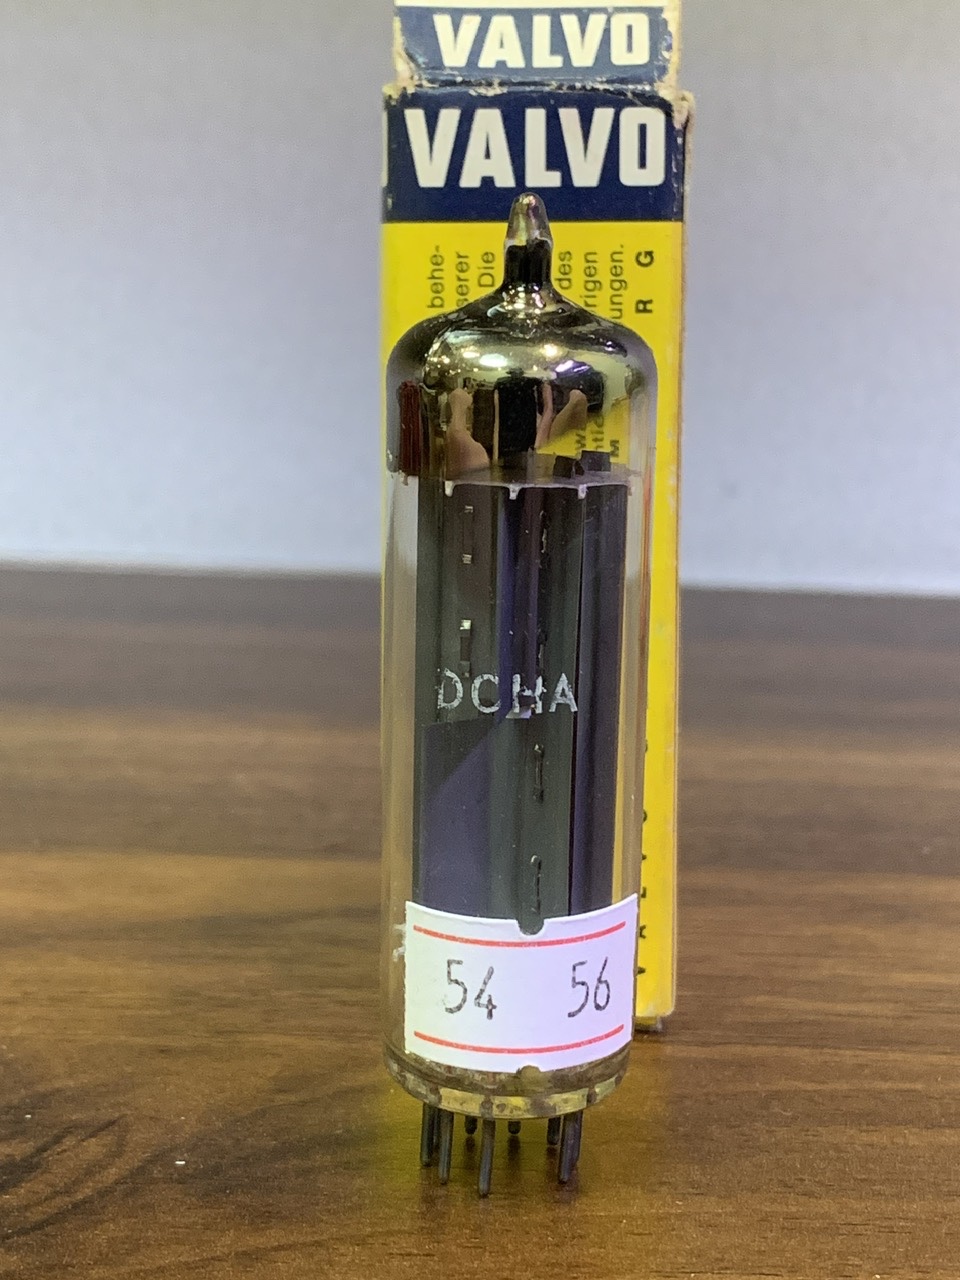 VALVO
VALVO
behe-
serer
Die
des
rigen
ungen.
R G
M
DCHA
54 56